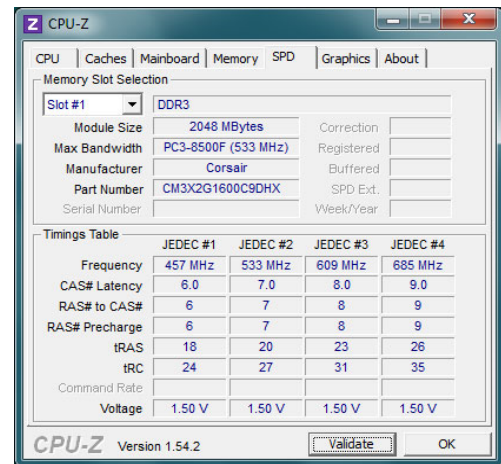 Z CPU-Z
CPU Caches Mainboard Memory SPD Graphics About
Memory Slot Selection
Slot #1 DDR3
Module Size 2048 MBytes Correction
Max Bandwidth PC3-8500F (533 MHz) Registered
Manufacturer Corsair Buffered
Part Number CM3X2G1600C9DHX SPD Ext.
Serial Number Week/Year
Timings Table
JEDEC #1 JEDEC #2 JEDEC #3 JEDEC #4
Frequency 457 MHz 533 MHz 609 MHz 685 MHz
CAS# Latency 6.0 7.0 8.0 9.0
RAS# to CAS# 6 7 8 9
RAS# Precharge 6 7 8 9
tRAS 18 20 23 26
tRC 24 27 31 35
Command Rate
Voltage 1.50 V 1.50 V 1.50 V 1.50 V
CPU-Z Version 1.54.2 Validate OK